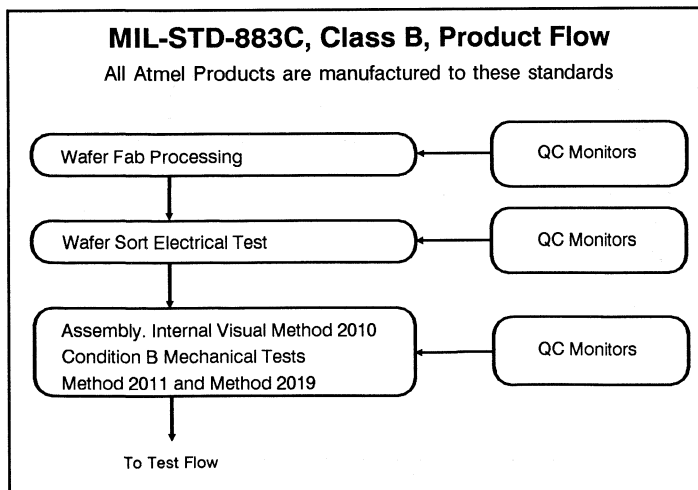 MIL-STD-883C, Class B, Product Flow
All Atmel Products are manufactured to these standards
Wafer Fab Processing
QC Monitors
Wafer Sort Electrical Test
QC Monitors
Assembly. Internal Visual Method 2010
Condition B Mechanical Tests
Method 2011 and Method 2019
QC Monitors
To Test Flow